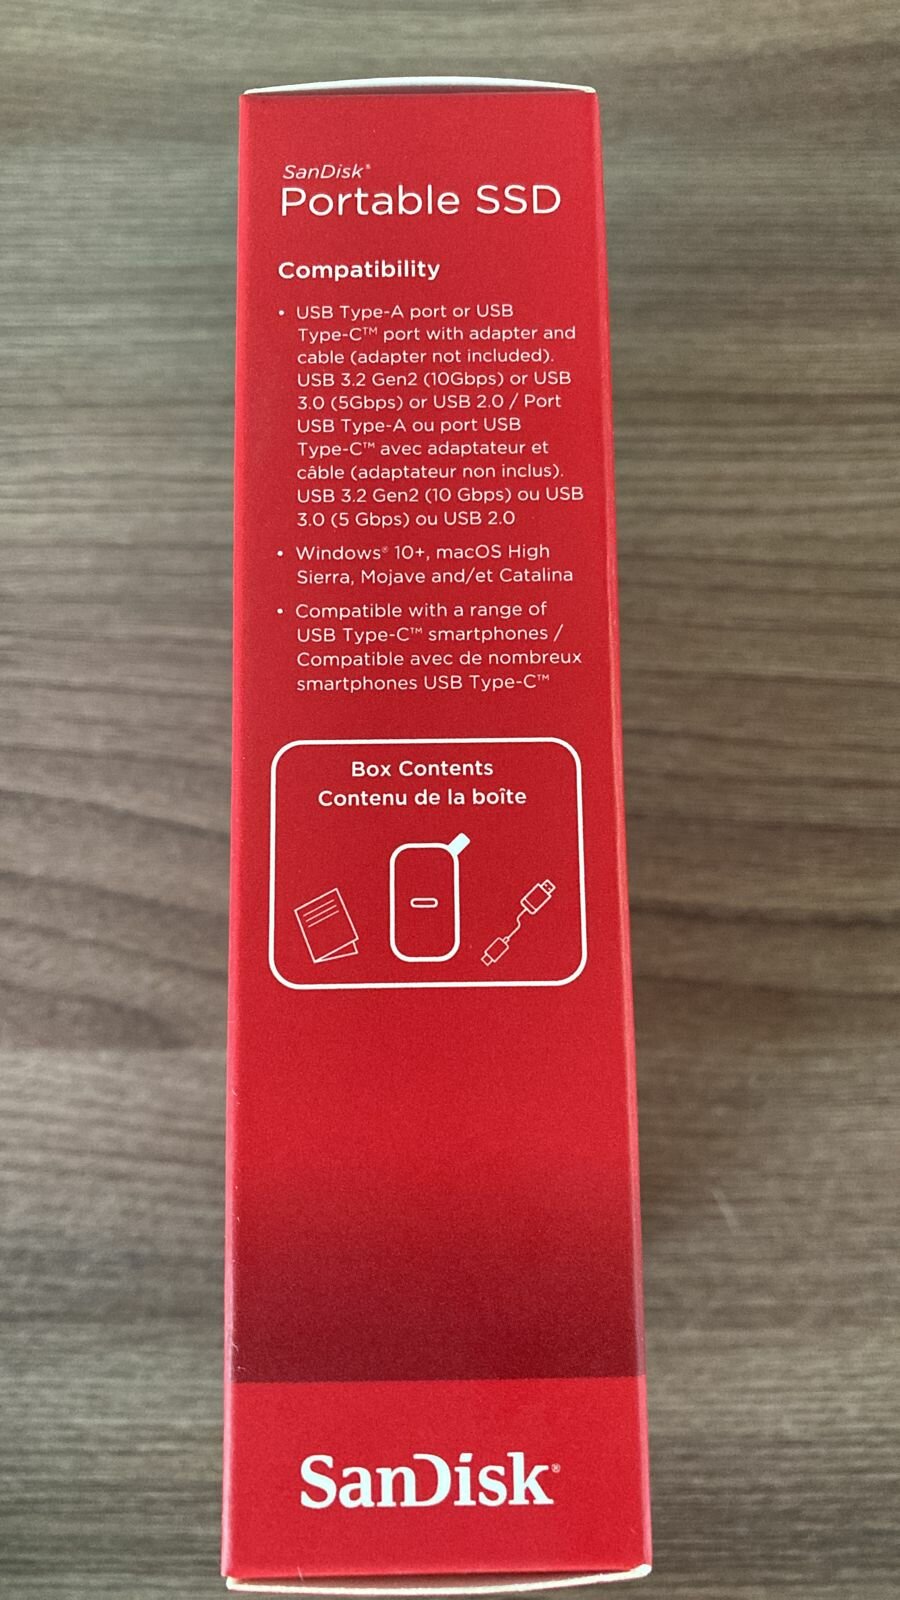 SanDisk®
Portable SSD
Compatibility
• USB Type-A port or USB
Type-C™ port with adapter and
cable (adapter not included).
USB 3.2 Gen2 (10Gbps) or USB
3.0 (5Gbps) or USB 2.0 / Port
USB Type-A ou port USB
Type-C™ avec adaptateur et
câble (adaptateur non inclus).
USB 3.2 Gen2 (10 Gbps) ou USB
3.0 (5 Gbps) ou USB 2.0
• Windows® 10+, macOS High
Sierra, Mojave and/et Catalina
• Compatible with a range of
USB Type-C™ smartphones /
Compatible avec de nombreux
smartphones USB Type-C™
Box Contents
Contenu de la boîte
SanDisk®